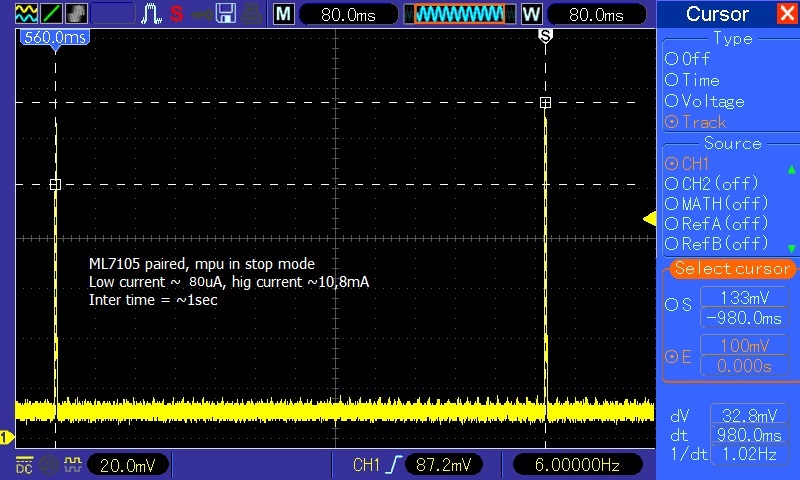 M 80.0ms W 80.0ms
560.0ms
S
ML7105 paired, mpu in stop mode
Low current ~ 80uA, hig current ~10,8mA
Inter time = ~1sec
1
DC 20.0mV CH1 87.2mV 6.00000Hz
Cursor
Type
Off
Time
Voltage
Track
Source
CH1
CH2(off)
MATH(off)
RefA(off)
RefB(off)
Select cursor
S 133mV
-980.0ms
E 100mV
0.000s
dV 32.8mV
dt 980.0ms
1/dt 1.02Hz